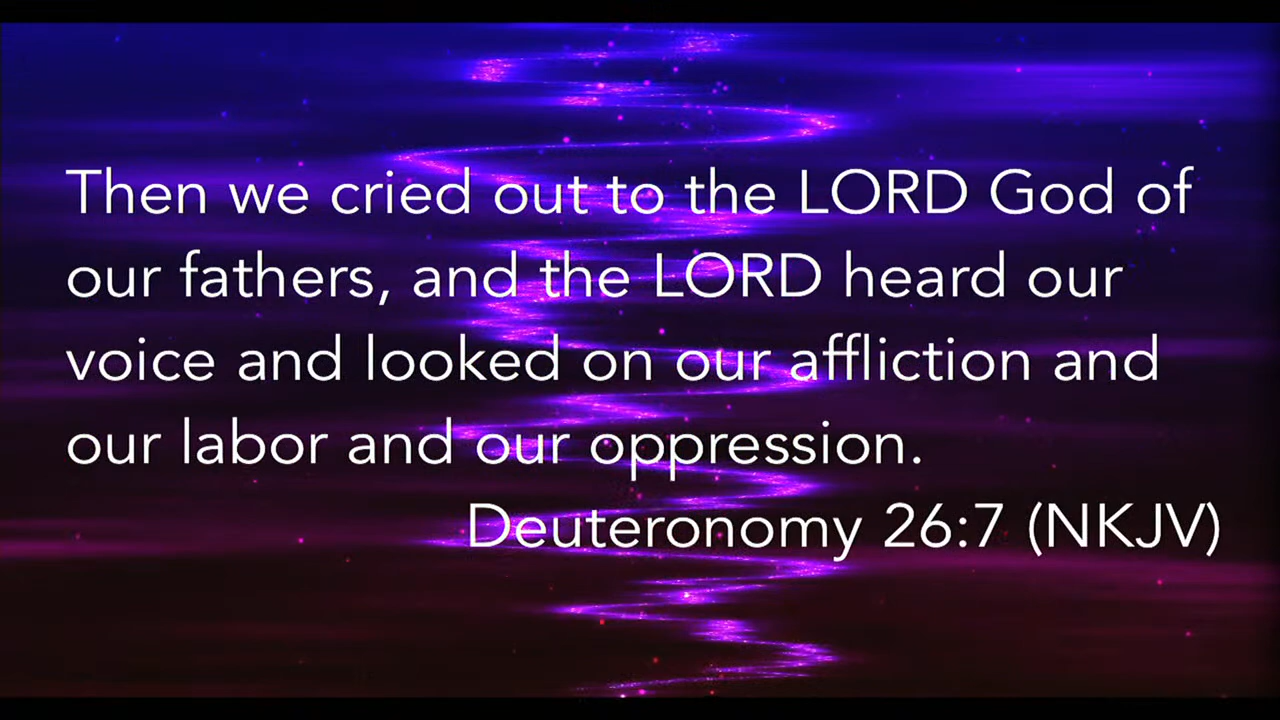 Then we cried out to the LORD God of
our fathers, and the LORD heard our
voice and looked on our affliction and
our labor and our oppression.
Deuteronomy 26:7 (NKJV)